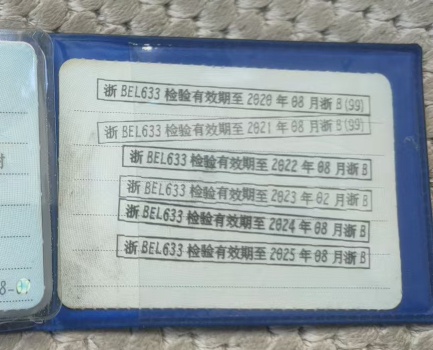 浙 BEL633 检验有效期至 2020 年 08 月浙 B(99)
浙 BEL633 检验有效期至 2021 年 08 月浙 B(99)
浙 BEL633 检验有效期至 2022 年 08 月浙 B
浙 BEL633 检验有效期至 2023 年 02 月浙 B
浙 BEL633 检验有效期至 2024 年 08 月浙 B
浙 BEL633 检验有效期至 2025 年 08 月浙 B
8-